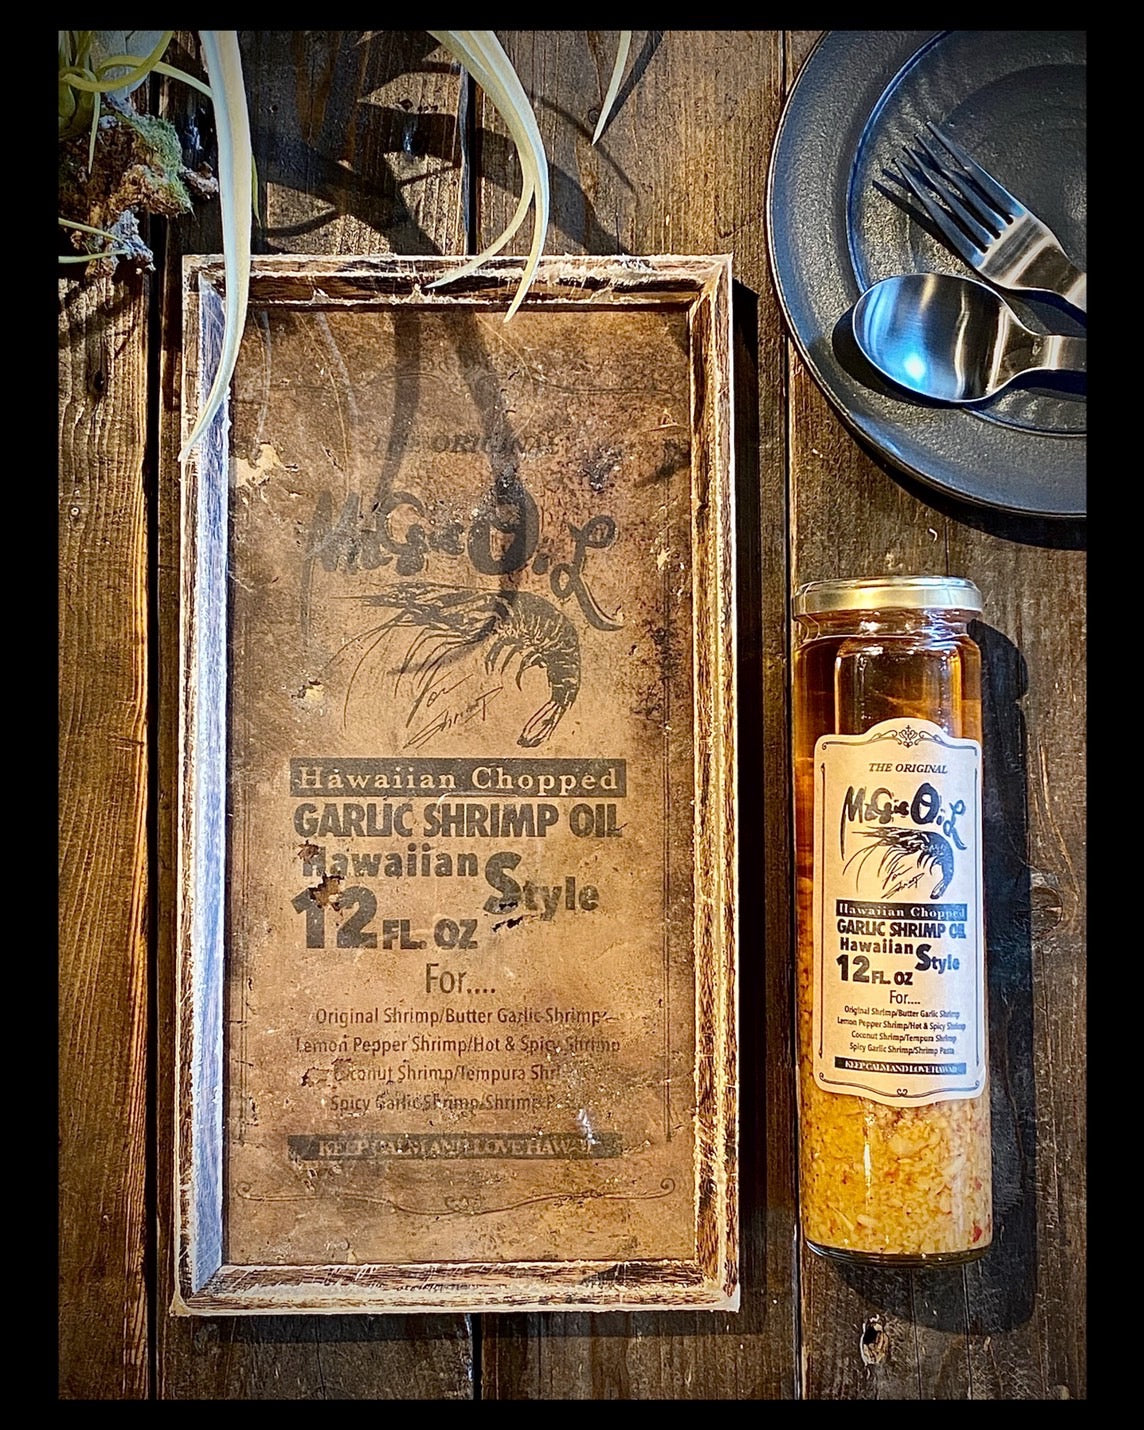 THE ORIGINAL
MaGic OiL
For
Shrimp
Hawaiian Chopped
GARLIC SHRIMP OIL
Hawaiian Style
12 FL. OZ
For....
Original Shrimp/Butter Garlic Shrimp
Lemon Pepper Shrimp/Hot & Spicy Shrimp
Coconut Shrimp/Tempura Shr
Spicy Garlic Shrimp/Shrimp P
KEEP CALM AND LOVE HAWAII
THE ORIGINAL
MaGic OiL
For
Shrimp
Hawaiian Chopped
GARLIC SHRIMP OIL
Hawaiian Style
12 FL. OZ
For....
Original Shrimp/Butter Garlic Shrimp
Lemon Pepper Shrimp/Hot & Spicy Shrimp
Coconut Shrimp/Tempura Shrimp
Spicy Garlic Shrimp/Shrimp Pasta
KEEP CALM AND LOVE HAWAII